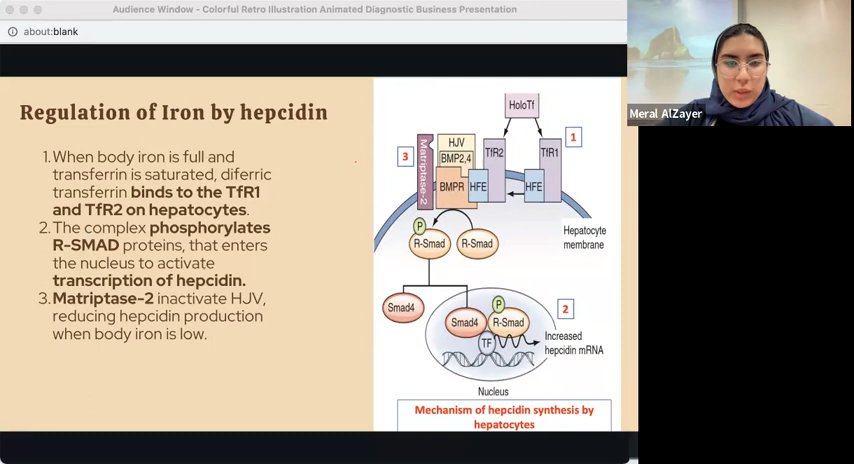 Audience Window - Colorful Retro Illustration Animated Diagnostic Business Presentation
about:blank
Regulation of Iron by hepcidin
1. When body iron is full and
transferrin is saturated, diferric
transferrin binds to the TfR1
and TfR2 on hepatocytes.
2. The complex phosphorylates
R-SMAD proteins, that enters
the nucleus to activate
transcription of hepcidin.
3. Matriptase-2 inactivate HJV,
reducing hepcidin production
when body iron is low.
HoloTf
1
3
Matriptase-2
HJV
BMP2,4
BMPR
HFE
TfR2
HFE
TfR1
Hepatocyte
membrane
P
R-Smad
R-Smad
Smad4
Smad4
P
R-Smad
TF
2
Increased
hepcidin mRNA
Nucleus
Mechanism of hepcidin synthesis by
hepatocytes
Meral AlZayer